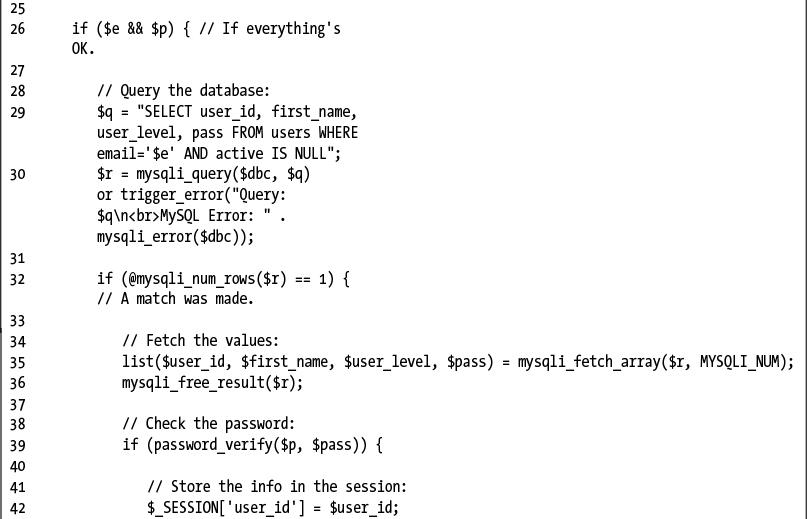 25
26 if ($e && $p) { // If everything's
OK.
27
28 // Query the database:
29 $q = "SELECT user_id, first_name,
user_level, pass FROM users WHERE
email='$e' AND active IS NULL";
30 $r = mysqli_query($dbc, $q)
or trigger_error("Query:
$q\n<br>MySQL Error: " .
mysqli_error($dbc));
31
32 if (@mysqli_num_rows($r) == 1) {
// A match was made.
33
34 // Fetch the values:
35 list($user_id, $first_name, $user_level, $pass) = mysqli_fetch_array($r, MYSQLI_NUM);
36 mysqli_free_result($r);
37
38 // Check the password:
39 if (password_verify($p, $pass)) {
40
41 // Store the info in the session:
42 $_SESSION['user_id'] = $user_id;